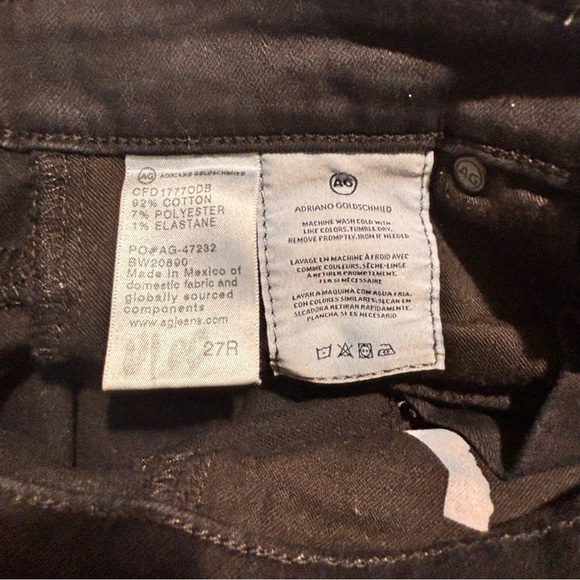 AG ADRIANO GOLDSCHMIED
CFD1777ODB
92% COTTON
7% POLYESTER
1% ELASTANE
PO#AG-47232
BW20890
Made in Mexico of
domestic fabric and
globally sourced
components
www.agjeans.com
27R
AG
ADRIANO GOLDSCHMIED
MACHINE WASH COLD WITH
LIKE COLORS, TUMBLE DRY,
REMOVE PROMPTLY, IRON IF NEEDED
LAVAGE EN MACHINE À FROID AVEC
COMME COULEURS, SÈCHE-LINGE
A RETIRER PROMPTEMENT,
FER SI NÉCESSAIRE
LAVAR A MAQUINA CON AGUA FRIA,
CON COLORES SIMILARES, SECAR EN
SECADORA RETIRAR RAPIDAMENTE,
PLANCHA SI ES NECESARIO
AG